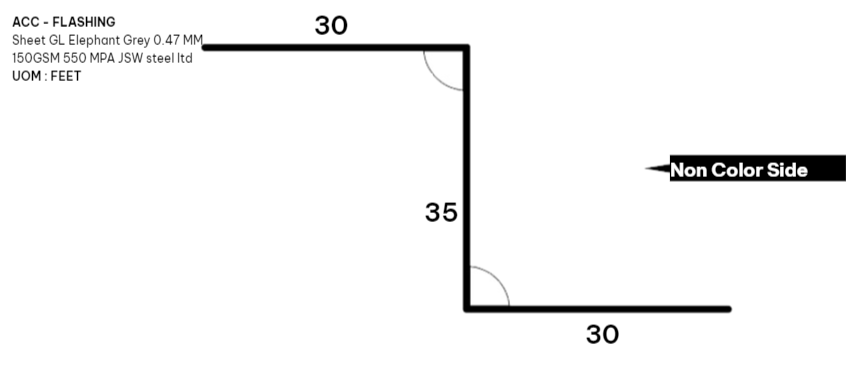 ACC - FLASHING
Sheet GL Elephant Grey 0.47 MM
150GSM 550 MPA JSW steel ltd
UOM : FEET
30
Non Color Side
35
30